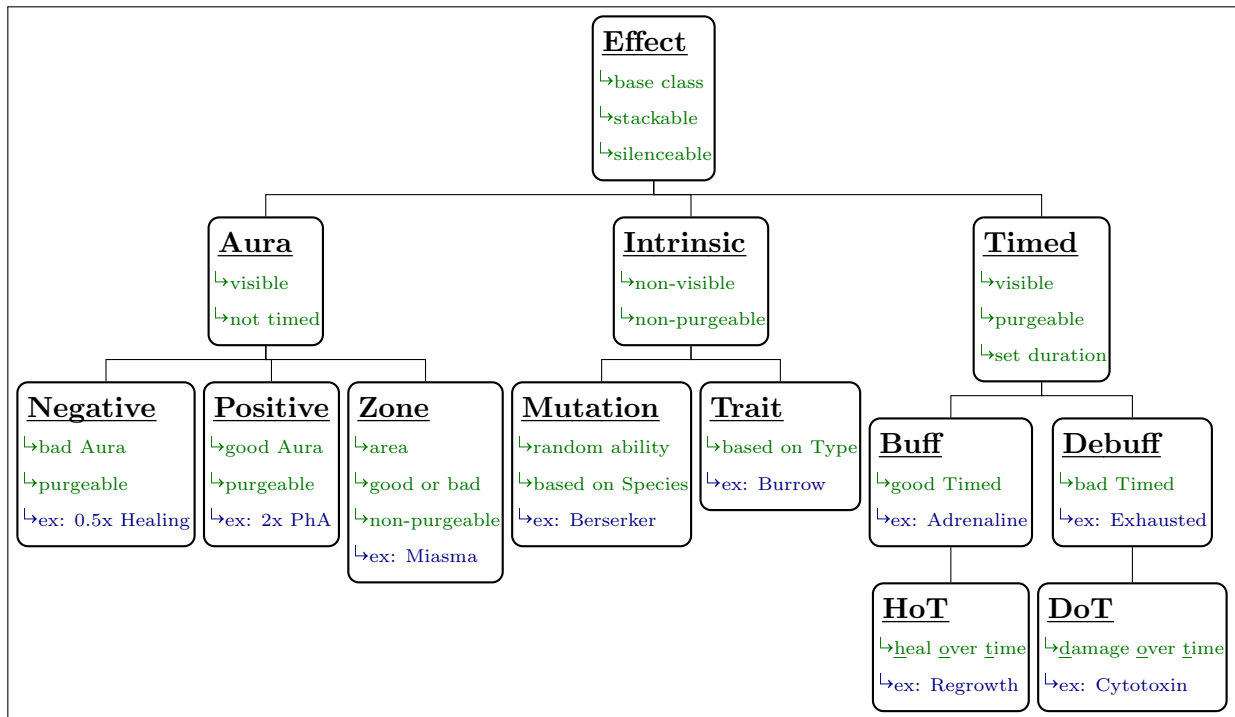 Effect
↳base class
↳stackable
↳silenceable
Aura
↳visible
↳not timed
Intrinsic
↳non-visible
↳non-purgeable
Timed
↳visible
↳purgeable
↳set duration
Negative
↳bad Aura
↳purgeable
↳ex: 0.5x Healing
Positive
↳good Aura
↳purgeable
↳ex: 2x PhA
Zone
↳area
↳good or bad
↳non-purgeable
↳ex: Miasma
Mutation
↳random ability
↳based on Species
↳ex: Berserker
Trait
↳based on Type
↳ex: Burrow
Buff
↳good Timed
↳ex: Adrenaline
Debuff
↳bad Timed
↳ex: Exhausted
HoT
↳heal over time
↳ex: Regrowth
DoT
↳damage over time
↳ex: Cytotoxin